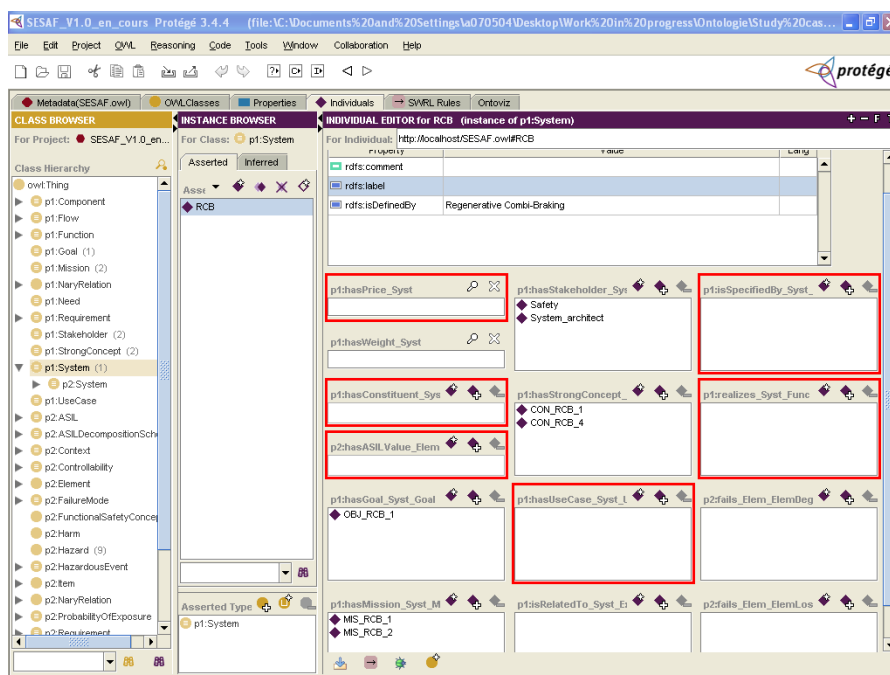 SESAF_V1.0_en_cours Protégé 3.4.4 (file:\C:\Documents%20and%20Settings\a070504\Desktop\Work%20in%20progress\Ontologie\Study%20cas...
File Edit Project OWL Reasoning Code Tools Window Collaboration Help
protégé
Metadata(SESAF.owl) OWLClasses Properties Individuals SWRL Rules Ontoviz
CLASS BROWSER
For Project: SESAF_V1.0_en...
Class Hierarchy
owl:Thing
p1:Component
p1:Flow
p1:Function
p1:Goal (1)
p1:Mission (2)
p1:NaryRelation
p1:Need
p1:Requirement
p1:Stakeholder (2)
p1:StrongConcept (2)
p1:System (1)
p2:System
p1:UseCase
p2:ASIL
p2:ASILDecompositionSche
p2:Context
p2:Controllability
p2:Element
p2:FailureMode
p2:FunctionalSafetyConcep
p2:Harm
p2:Hazard (9)
p2:HazardousEvent
p2:Item
p2:NaryRelation
p2:ProbabilityOfExposure
p2:Requirement
INSTANCE BROWSER
For Class: p1:System
Asserted Inferred
Asse
RCB
Asserted Type
p1:System
INDIVIDUAL EDITOR for RCB (instance of p1:System)
+ − F T
For Individual: http://localhost/SESAF.owl#RCB
Property Value Lang
rdfs:comment
rdfs:label
rdfs:isDefinedBy Regenerative Combi-Braking
p1:hasPrice_Syst
p1:hasStakeholder_Sys
Safety
System_architect
p1:isSpecifiedBy_Syst_
p1:hasWeight_Syst
p1:hasConstituent_Sys
p1:hasStrongConcept_
CON_RCB_1
CON_RCB_4
p1:realizes_Syst_Func
p2:hasASILValue_Elem
p1:hasGoal_Syst_Goal
OBJ_RCB_1
p1:hasUseCase_Syst_U
p2:fails_Elem_ElemDeg
p1:hasMission_Syst_M
MIS_RCB_1
MIS_RCB_2
p1:isRelatedTo_Syst_E
p2:fails_Elem_ElemLos